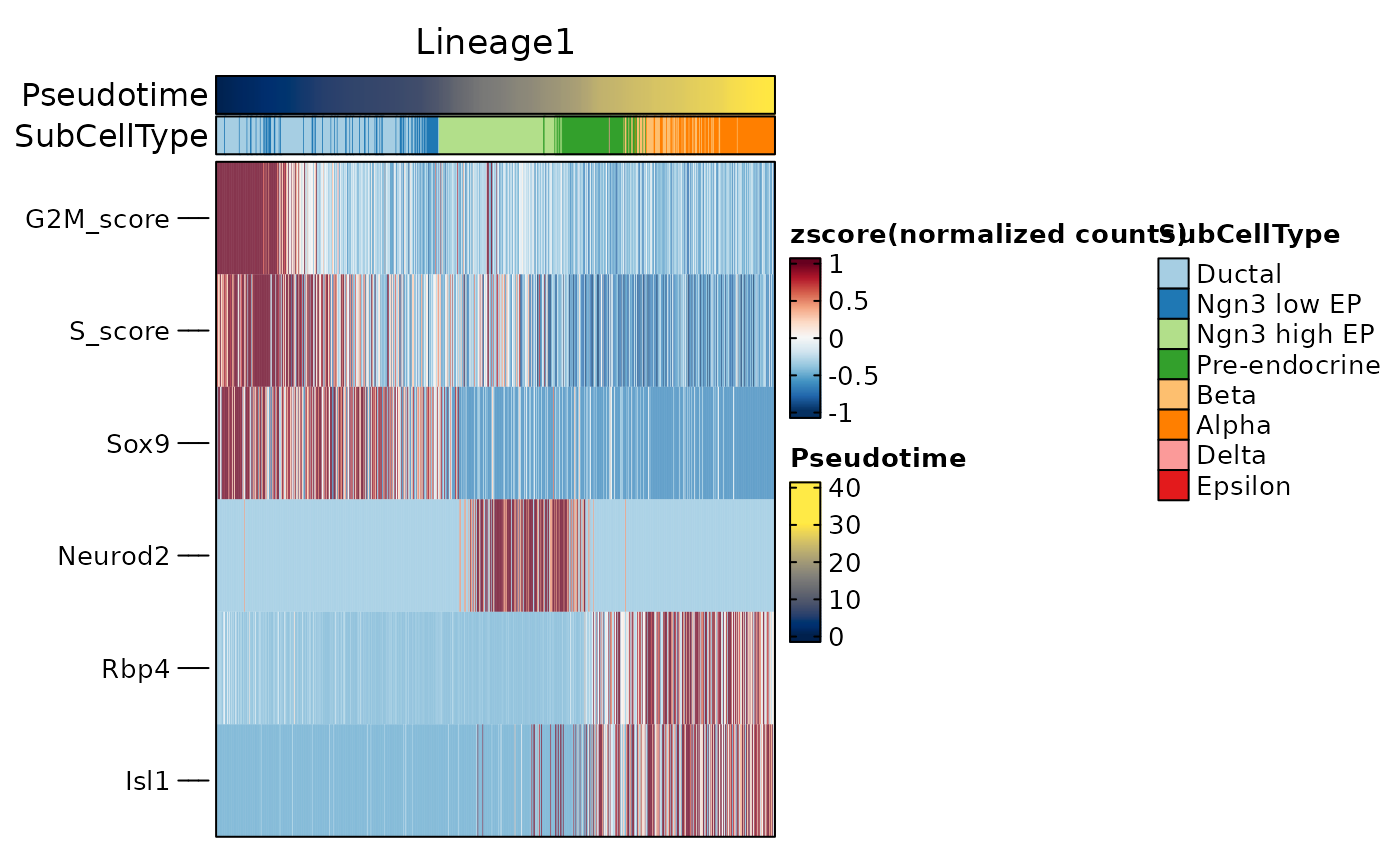 Lineage1
Pseudotime
SubCellType
G2M_score
S_score
Sox9
Neurod2
Rbp4
Isl1
zscore(normalized counts)
1
0.5
0
-0.5
-1
Pseudotime
40
30
20
10
0
SubCellType
Ductal
Ngn3 low EP
Ngn3 high EP
Pre-endocrine
Beta
Alpha
Delta
Epsilon